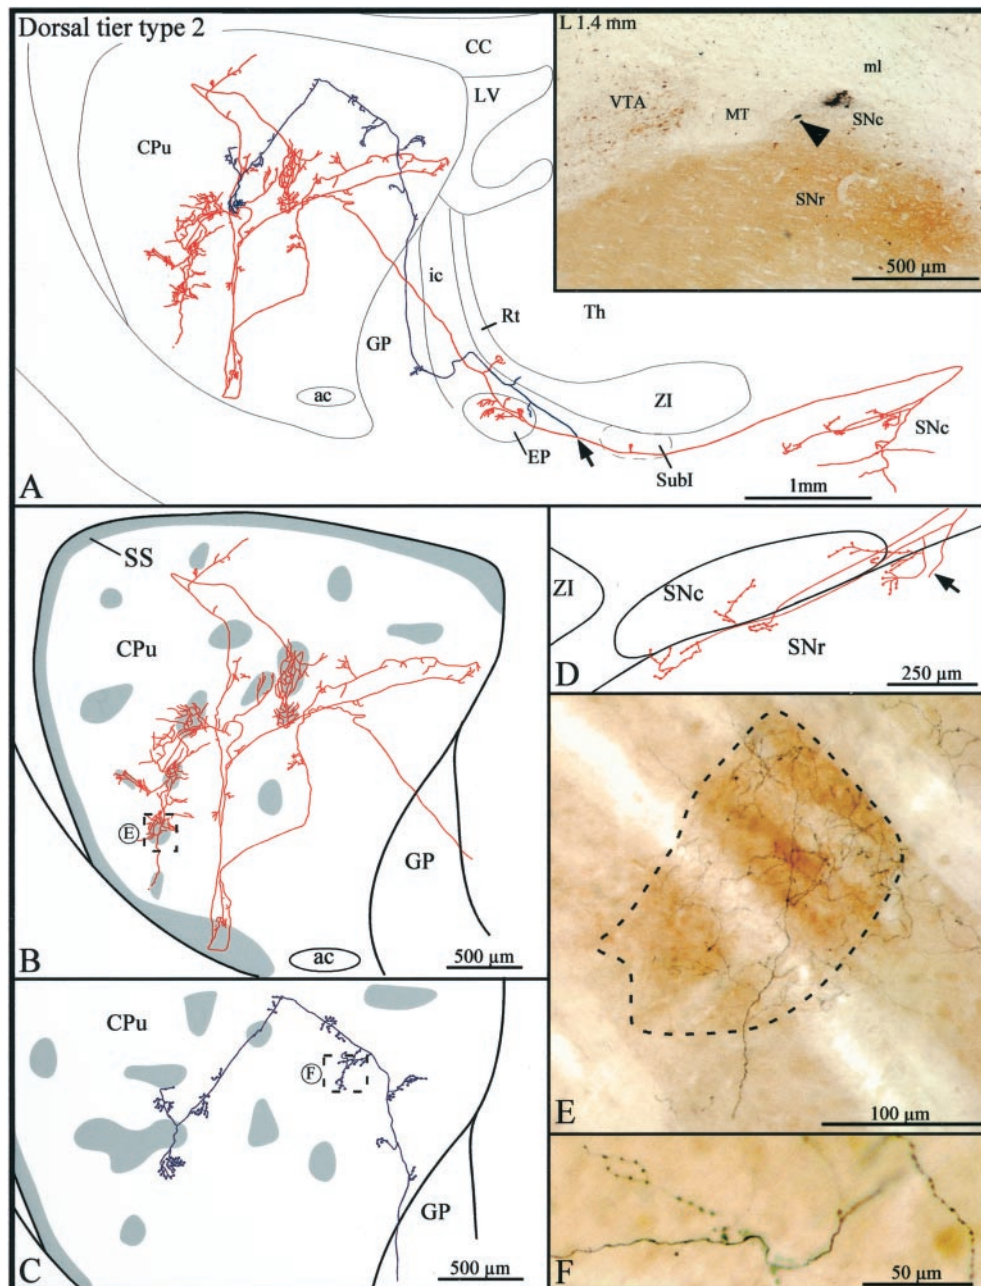 Dorsal tier type 2
CC
LV
CPu
ic
Rt
Th
GP
ac
ZI
EP
SubI
SNc
1mm
A
L 1.4 mm
ml
VTA
MT
SNc
SNr
500 µm
SS
CPu
E
GP
ac
500 µm
B
ZI
SNc
SNr
250 µm
D
CPu
F
GP
500 µm
C
100 µm
E
50 µm
F